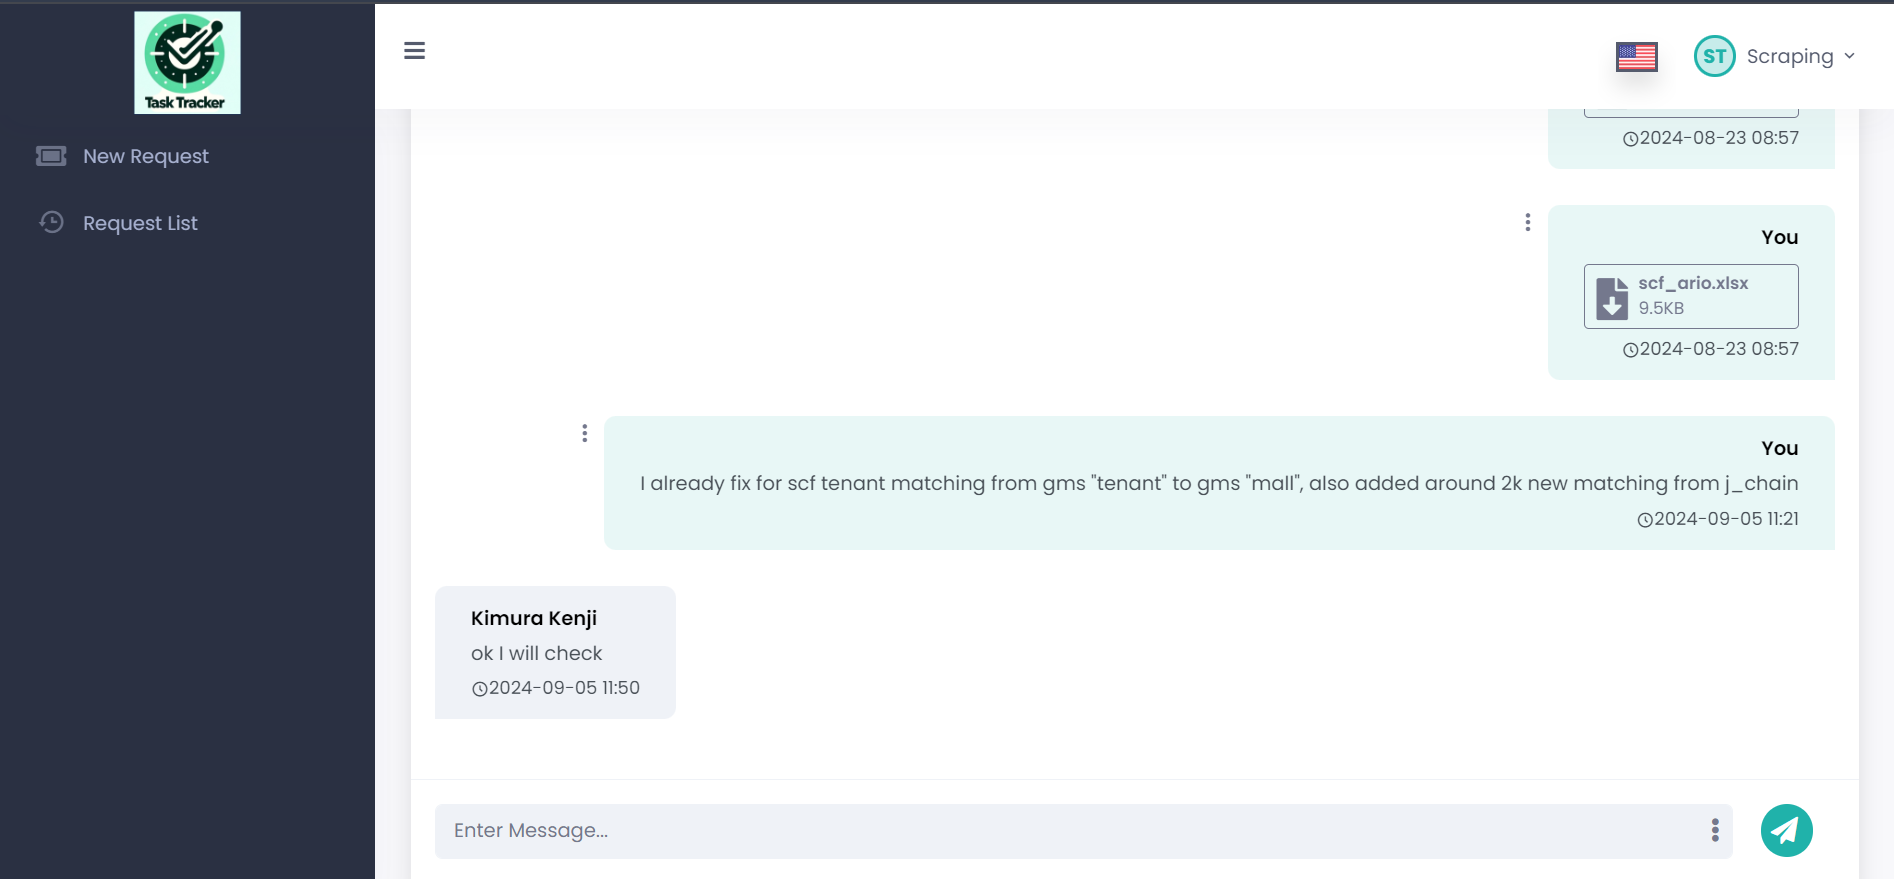 Task Tracker
New Request
Request List
ST Scraping
2024-08-23 08:57
You
scf_ario.xlsx
9.5KB
2024-08-23 08:57
You
I already fix for scf tenant matching from gms "tenant" to gms "mall", also added around 2k new matching from j_chain
2024-09-05 11:21
Kimura Kenji
ok I will check
2024-09-05 11:50
Enter Message...